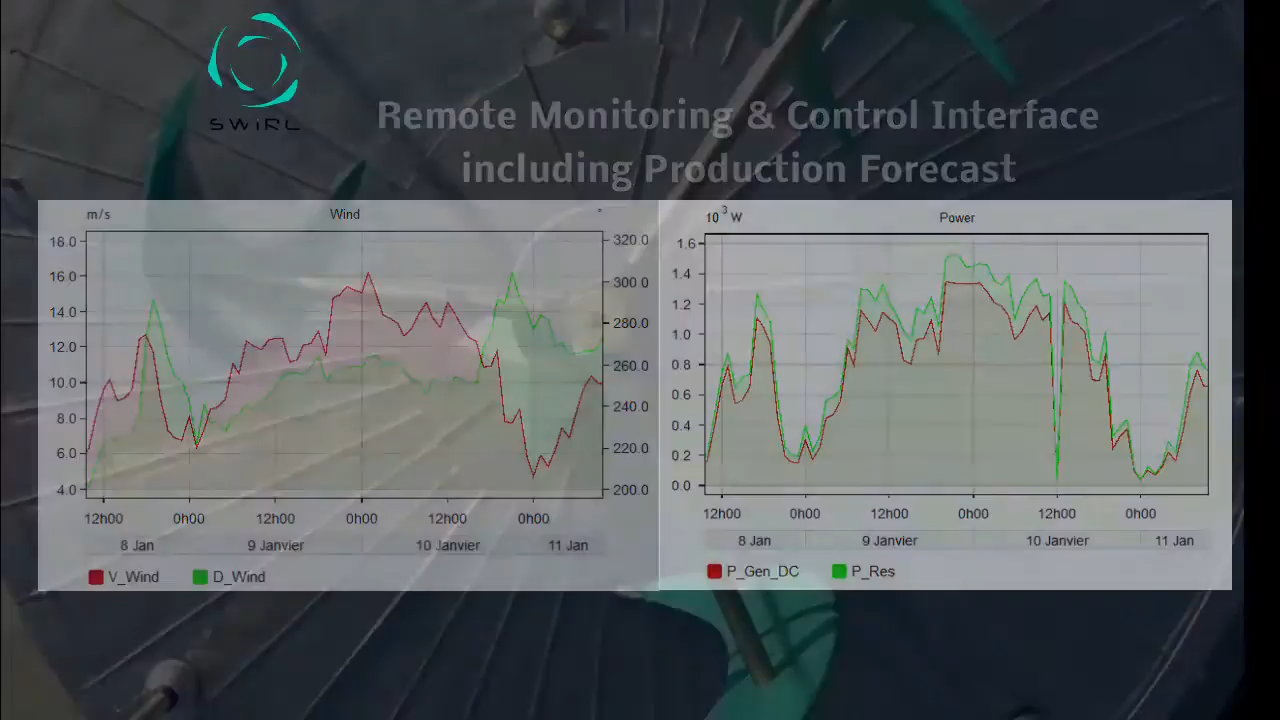 SWIRL
Remote Monitoring & Control Interface
including Production Forecast
m/s Wind °
18.0
16.0
14.0
12.0
10.0
8.0
6.0
4.0
320.0
300.0
280.0
260.0
240.0
220.0
200.0
12h00 0h00 12h00 0h00 12h00 0h00
8 Jan 9 Janvier 10 Janvier 11 Jan
V_Wind D_Wind
10³ W Power
1.6
1.4
1.2
1.0
0.8
0.6
0.4
0.2
0.0
12h00 0h00 12h00 0h00 12h00 0h00
8 Jan 9 Janvier 10 Janvier 11 Jan
P_Gen_DC P_Res